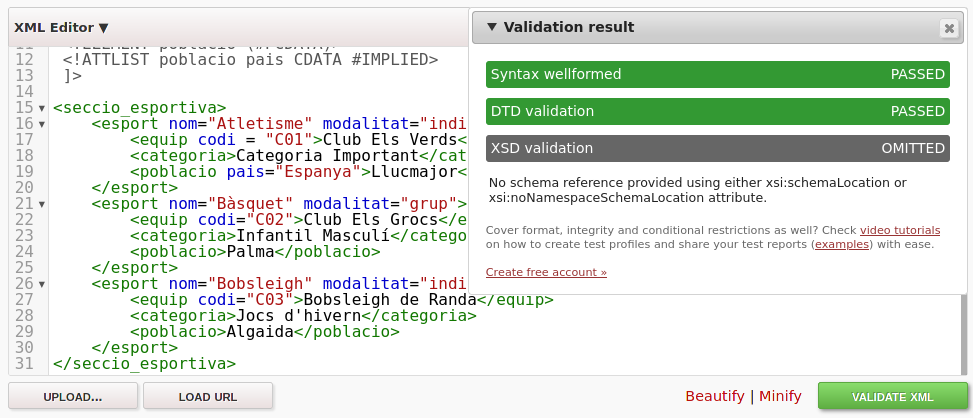 XML Editor ▼
11 <!ELEMENT poblacio (#PCDATA)>
12 <!ATTLIST poblacio pais CDATA #IMPLIED>
13 ]>
14
15 <seccio_esportiva>
16 <esport nom="Atletisme" modalitat="indi
17 <equip codi = "C01">Club Els Verds<
18 <categoria>Categoria Important</cat
19 <poblacio pais="Espanya">Llucmajor<
20 </esport>
21 <esport nom="Bàsquet" modalitat="grup">
22 <equip codi="C02">Club Els Grocs</e
23 <categoria>Infantil Masculí</catego
24 <poblacio>Palma</poblacio>
25 </esport>
26 <esport nom="Bobsleigh" modalitat="indi
27 <equip codi="C03">Bobsleigh de Randa</equip>
28 <categoria>Jocs d'hivern</categoria>
29 <poblacio>Algaida</poblacio>
30 </esport>
31 </seccio_esportiva>
▼ Validation result
Syntax wellformed PASSED
DTD validation PASSED
XSD validation OMITTED
No schema reference provided using either xsi:schemaLocation or
xsi:noNamespaceSchemaLocation attribute.
Cover format, integrity and conditional restrictions as well? Check video tutorials
on how to create test profiles and share your test reports (examples) with ease.
Create free account »
UPLOAD...
LOAD URL
Beautify | Minify
VALIDATE XML